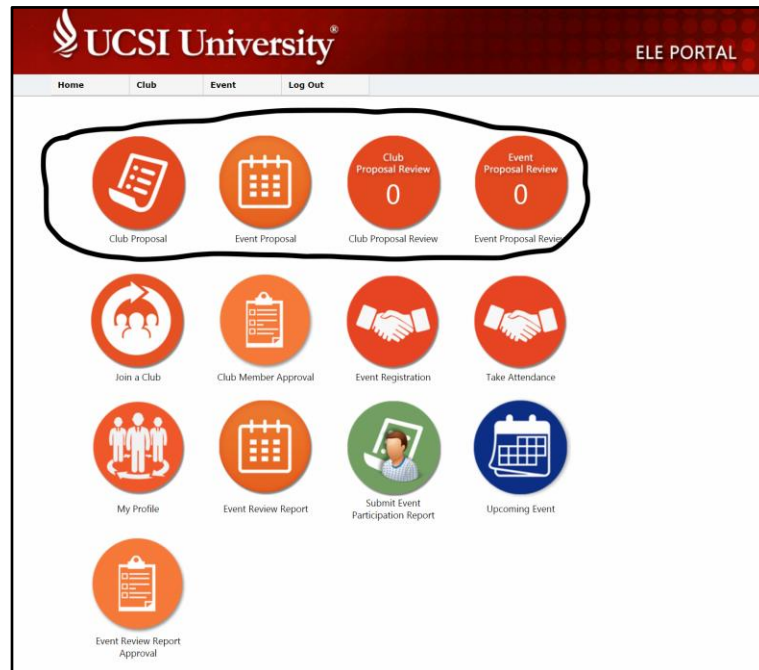 UCSI University®
ELE PORTAL
Home Club Event Log Out
Club
Proposal Review
0
Event
Proposal Review
0
Club Proposal
Event Proposal
Club Proposal Review
Event Proposal Review
Join a Club
Club Member Approval
Event Registration
Take Attendance
My Profile
Event Review Report
Submit Event
Participation Report
Upcoming Event
Event Review Report
Approval